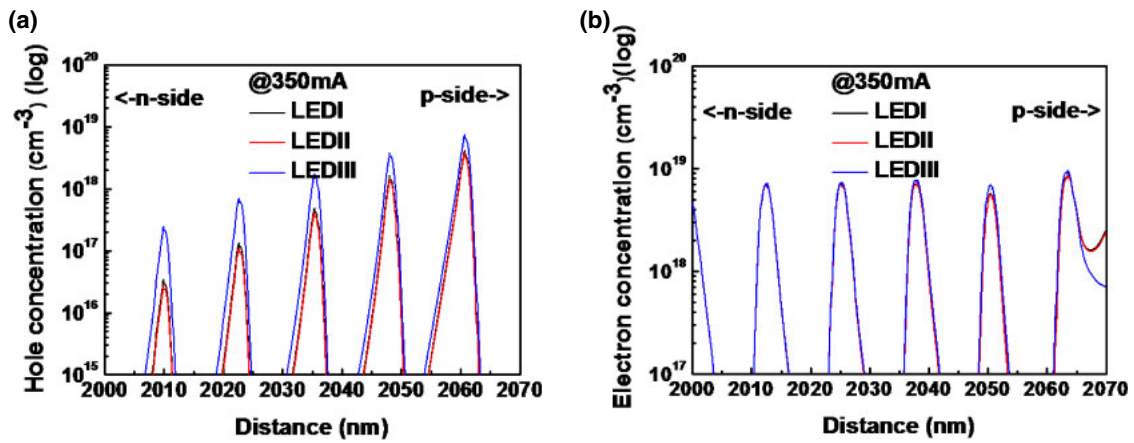 (a)
Hole concentration (cm-3) (log)
10^20
10^19
10^18
10^17
10^16
10^15
@350mA
<-n-side
p-side->
LEDI
LEDII
LEDIII
2000 2010 2020 2030 2040 2050 2060 2070
Distance (nm)
(b)
Electron concentration (cm-3)(log)
10^20
10^19
10^18
10^17
@350mA
<-n-side
p-side->
LEDI
LEDII
LEDIII
2000 2010 2020 2030 2040 2050 2060 2070
Distance (nm)